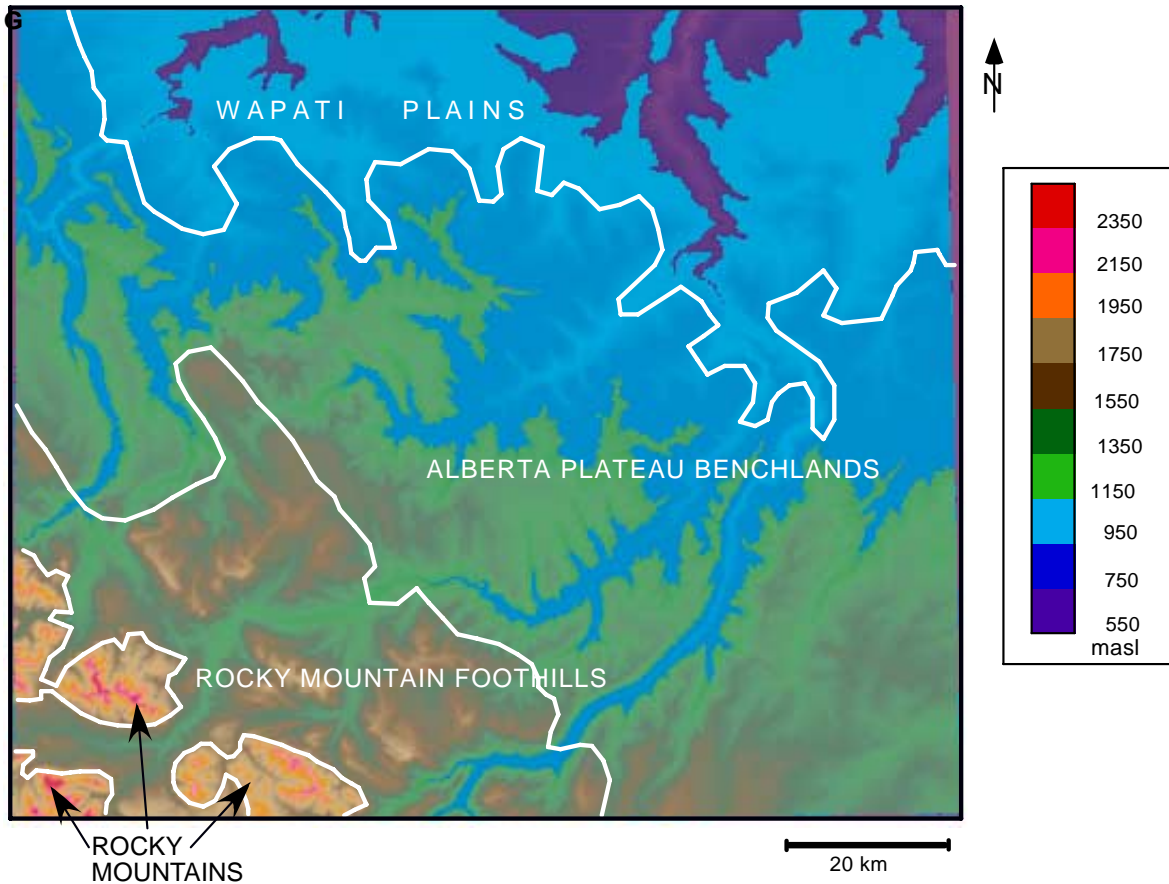 G
N
WAPATI PLAINS
2350
2150
1950
1750
1550
1350
1150
950
750
550
masl
ALBERTA PLATEAU BENCHLANDS
ROCKY MOUNTAIN FOOTHILLS
ROCKY
MOUNTAINS
20 km